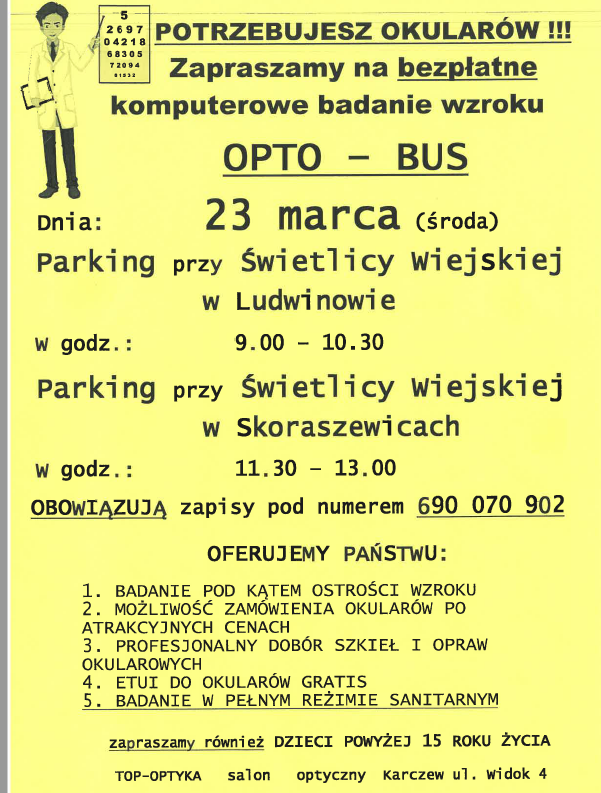 5
2697
04218
68305
72094
81532
POTRZEBUJESZ OKULARÓW !!!
Zapraszamy na bezpłatne
komputerowe badanie wzroku
OPTO – BUS
Dnia: 23 marca (środa)
Parking przy Świetlicy Wiejskiej
w Ludwinowie
w godz.: 9.00 – 10.30
Parking przy Świetlicy Wiejskiej
w Skoraszewicach
w godz.: 11.30 – 13.00
OBOWIĄZUJĄ zapisy pod numerem 690 070 902
OFERUJEMY PAŃSTWU:
1. BADANIE POD KĄTEM OSTROŚCI WZROKU
2. MOŻLIWOŚĆ ZAMÓWIENIA OKULARÓW PO
ATRAKCYJNYCH CENACH
3. PROFESJONALNY DOBÓR SZKIEŁ I OPRAW
OKULAROWYCH
4. ETUI DO OKULARÓW GRATIS
5. BADANIE W PEŁNYM REŻIMIE SANITARNYM
zapraszamy również DZIECI POWYŻEJ 15 ROKU ŻYCIA
TOP-OPTYKA salon optyczny Karczew ul. Widok 4